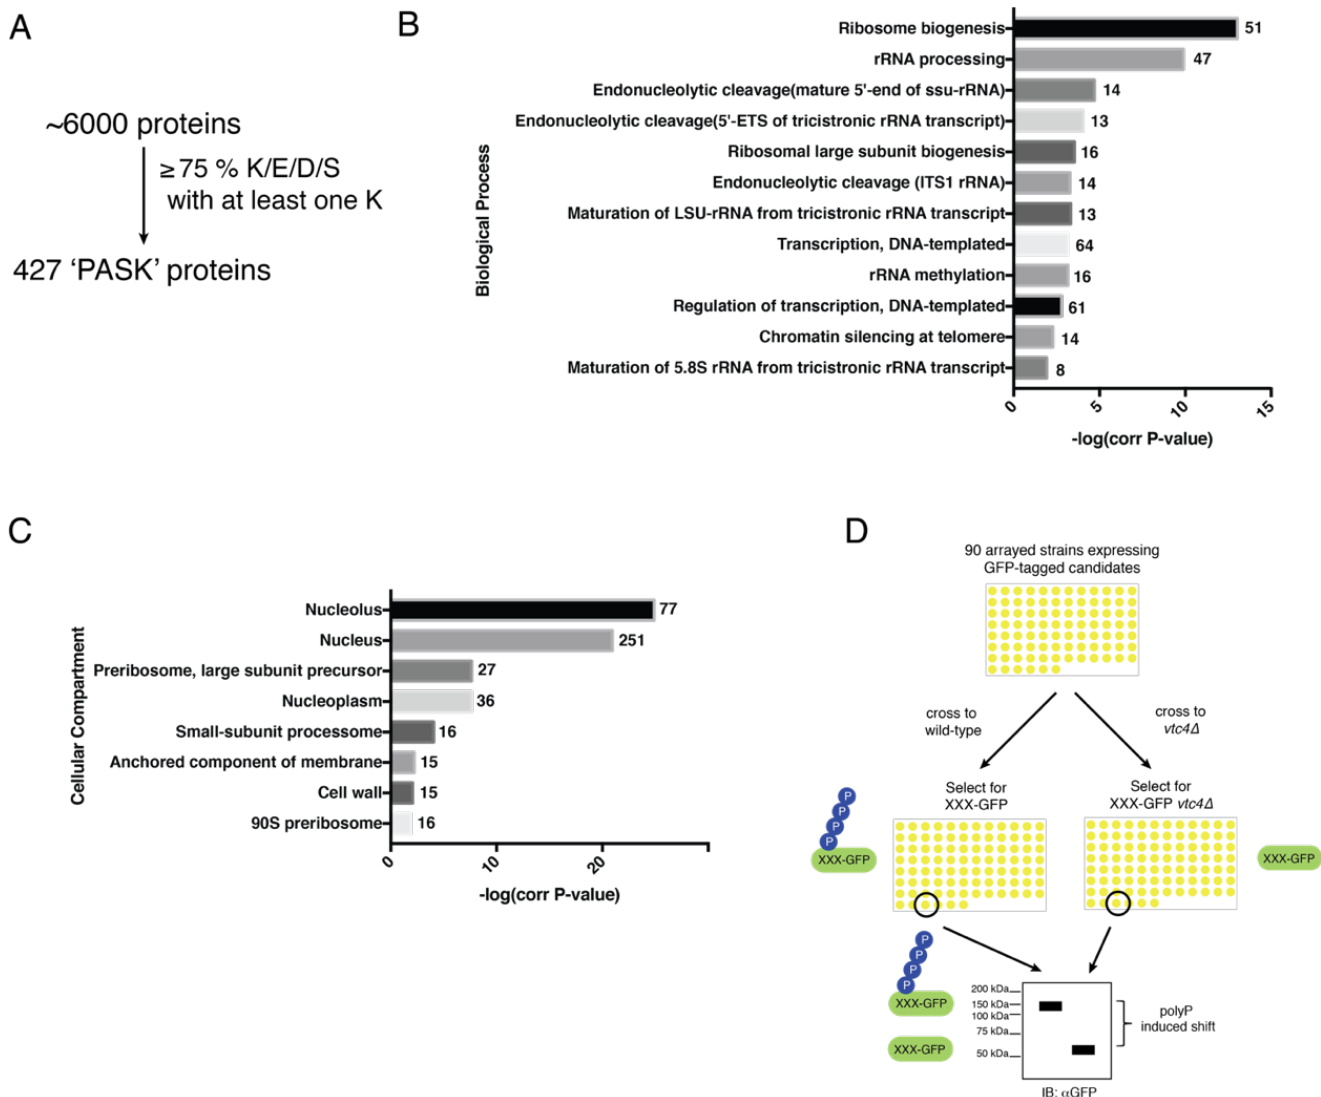 A
~6000 proteins
≥ 75 % K/E/D/S
with at least one K
427 ‘PASK’ proteins
B
Biological Process
Ribosome biogenesis 51
rRNA processing 47
Endonucleolytic cleavage(mature 5'-end of ssu-rRNA) 14
Endonucleolytic cleavage(5'-ETS of tricistronic rRNA transcript) 13
Ribosomal large subunit biogenesis 16
Endonucleolytic cleavage (ITS1 rRNA) 14
Maturation of LSU-rRNA from tricistronic rRNA transcript 13
Transcription, DNA-templated 64
rRNA methylation 16
Regulation of transcription, DNA-templated 61
Chromatin silencing at telomere 14
Maturation of 5.8S rRNA from tricistronic rRNA transcript 8
0 5 10 15
-log(corr P-value)
C
Cellular Compartment
Nucleolus 77
Nucleus 251
Preribosome, large subunit precursor 27
Nucleoplasm 36
Small-subunit processome 16
Anchored component of membrane 15
Cell wall 15
90S preribosome 16
0 10 20
-log(corr P-value)
D
90 arrayed strains expressing
GFP-tagged candidates
cross to
wild-type
cross to
vtc4Δ
Select for
XXX-GFP
Select for
XXX-GFP vtc4Δ
P
P
P
P
XXX-GFP
XXX-GFP
P
P
P
P
XXX-GFP
XXX-GFP
200 kDa
150 kDa
100 kDa
75 kDa
50 kDa
polyP
induced shift
IB: αGFP